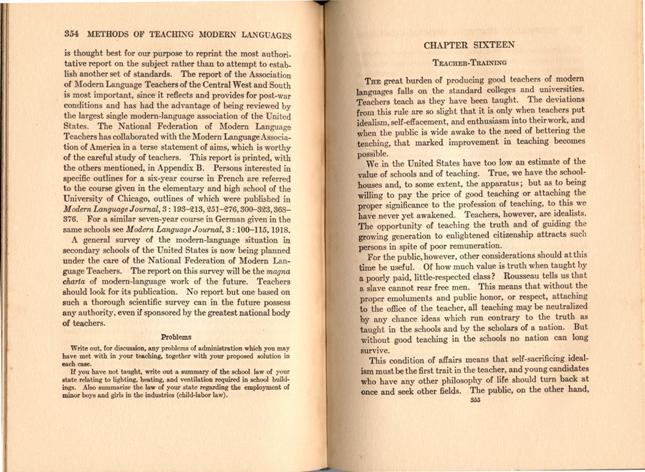 354 METHODS OF TEACHING MODERN LANGUAGES
is thought best for our purpose to reprint the most authori-
tative report on the subject rather than to attempt to estab-
lish another set of standards. The report of the Association
of Modern Language Teachers of the Central West and South
is most important, since it reflects and provides for post-war
conditions and has had the advantage of being reviewed by
the largest single modern-language association of the United
States. The National Federation of Modern Language
Teachers has collaborated with the Modern Language Associa-
tion of America in a terse statement of aims, which is worthy
of the careful study of teachers. This report is printed, with
the others mentioned, in Appendix B. Persons interested in
specific outlines for a six-year course in French are referred
to the course given in the elementary and high school of the
University of Chicago, outlines of which were published in
Modern Language Journal, 3 : 193–213, 251–276, 300–323, 368–
376. For a similar seven-year course in German given in the
same schools see Modern Language Journal, 3 : 100–115, 1918.
A general survey of the modern-language situation in
secondary schools of the United States is now being planned
under the care of the National Federation of Modern Lan-
guage Teachers. The report on this survey will be the magna
charta of modern-language work of the future. Teachers
should look for its publication. No report but one based on
such a thorough scientific survey can in the future possess
any authority, even if sponsored by the greatest national body
of teachers.
Problems
Write out, for discussion, any problems of administration which you may
have met with in your teaching, together with your proposed solution in
each case.
If you have not taught, write out a summary of the school law of your
state relating to lighting, heating, and ventilation required in school build-
ings. Also summarize the law of your state regarding the employment of
minor boys and girls in the industries (child-labor law).
CHAPTER SIXTEEN
TEACHER-TRAINING
THE great burden of producing good teachers of modern
languages falls on the standard colleges and universities.
Teachers teach as they have been taught. The deviations
from this rule are so slight that it is only when teachers put
idealism, self-effacement, and enthusiasm into their work, and
when the public is wide awake to the need of bettering the
teaching, that marked improvement in teaching becomes
possible.
We in the United States have too low an estimate of the
value of schools and of teaching. True, we have the school-
houses and, to some extent, the apparatus; but as to being
willing to pay the price of good teaching or attaching the
proper significance to the profession of teaching, to this we
have never yet awakened. Teachers, however, are idealists.
The opportunity of teaching the truth and of guiding the
growing generation to enlightened citizenship attracts such
persons in spite of poor remuneration.
For the public, however, other considerations should at this
time be useful. Of how much value is truth when taught by
a poorly paid, little-respected class? Rousseau tells us that
a slave cannot rear free men. This means that without the
proper emoluments and public honor, or respect, attaching
to the office of the teacher, all teaching may be neutralized
by any chance ideas which run contrary to the truth as
taught in the schools and by the scholars of a nation. But
without good teaching in the schools no nation can long
survive.
This condition of affairs means that self-sacrificing ideal-
ism must be the first trait in the teacher, and young candidates
who have any other philosophy of life should turn back at
once and seek other fields. The public, on the other hand,
355